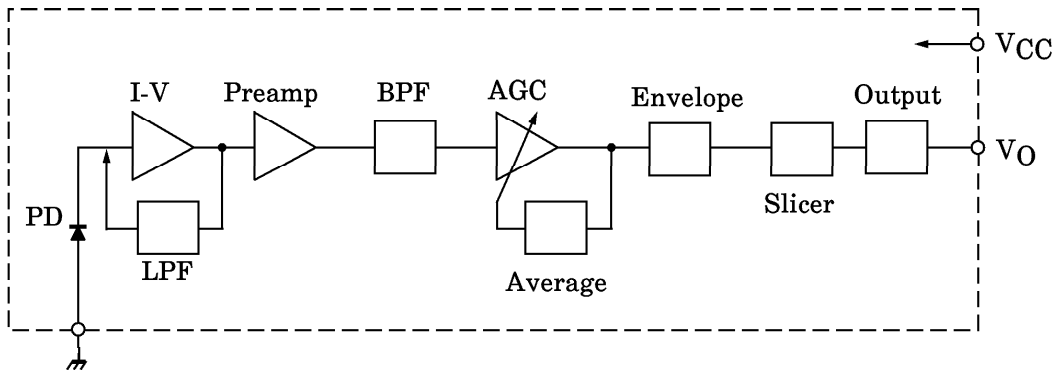 VCC
I-V
Preamp
BPF
AGC
Envelope
Output
VO
PD
LPF
Average
Slicer